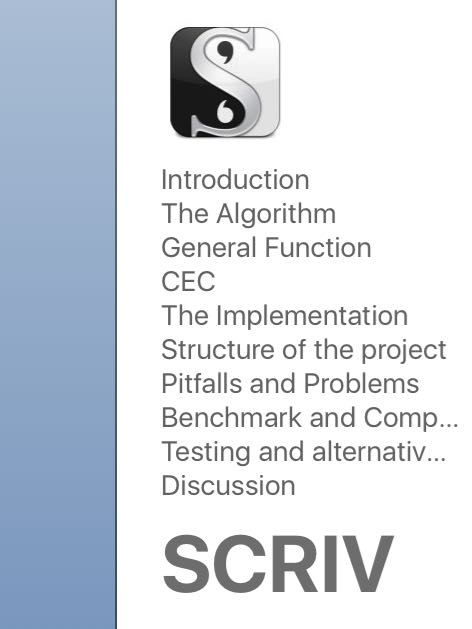 Introduction
The Algorithm
General Function
CEC
The Implementation
Structure of the project
Pitfalls and Problems
Benchmark and Comp...
Testing and alternativ...
Discussion
SCRIV